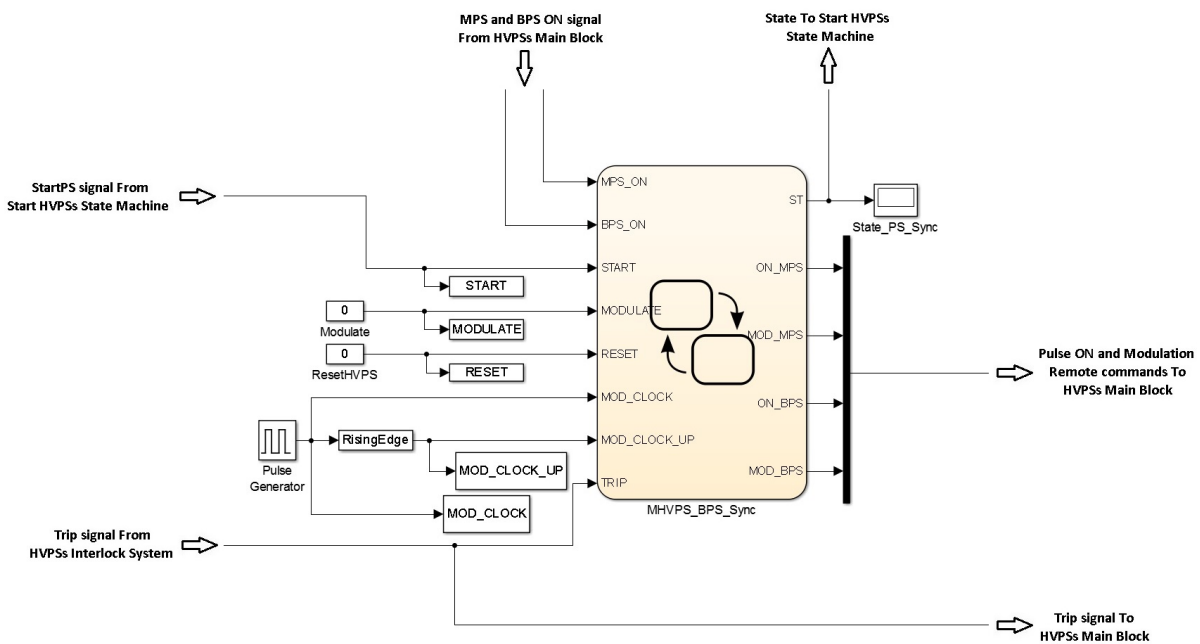 MPS and BPS ON signal
From HVPSs Main Block
State To Start HVPSs
State Machine
StartPS signal From
Start HVPSs State Machine
MPS_ON
BPS_ON
START
MODULATE
RESET
MOD_CLOCK
MOD_CLOCK_UP
TRIP
ST
ON_MPS
MOD_MPS
ON_BPS
MOD_BPS
MHVPS_BPS_Sync
State_PS_Sync
START
0
Modulate
MODULATE
0
ResetHVPS
RESET
Pulse
Generator
RisingEdge
MOD_CLOCK_UP
MOD_CLOCK
Pulse ON and Modulation
Remote commands To
HVPSs Main Block
Trip signal From
HVPSs Interlock System
Trip signal To
HVPSs Main Block